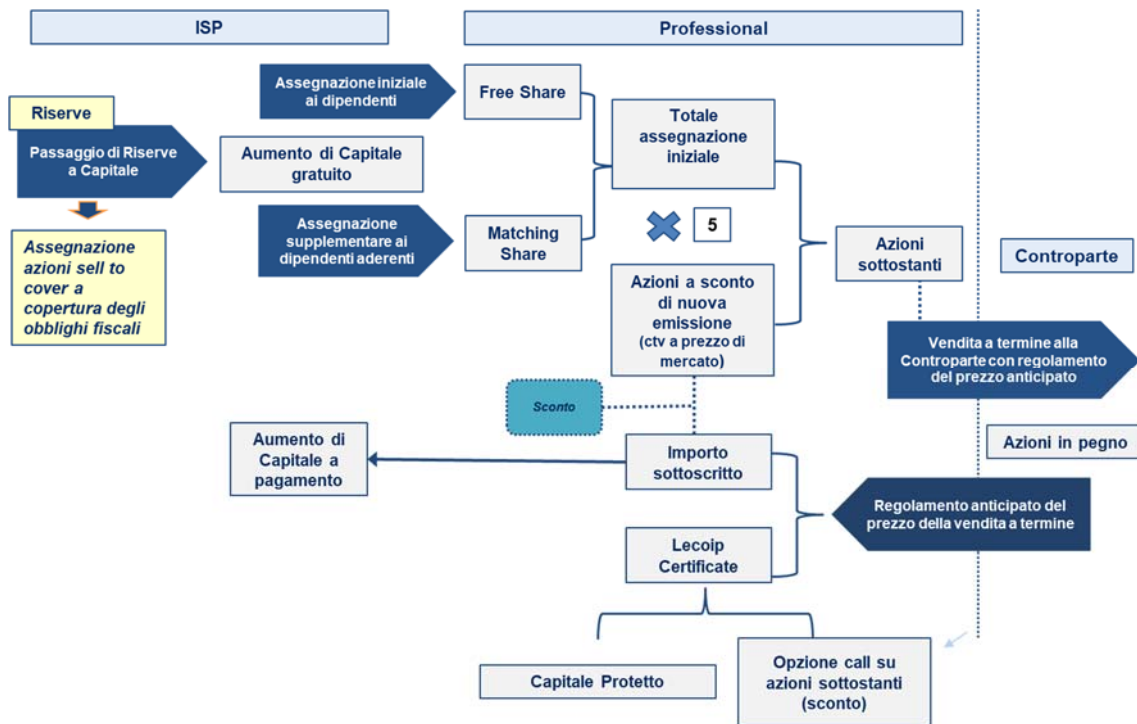 ISP
Professional
Assegnazione iniziale
ai dipendenti
Free Share
Riserve
Passaggio di Riserve
a Capitale
Aumento di Capitale
gratuito
Totale
assegnazione
iniziale
Assegnazione
supplementare ai
dipendenti aderenti
Matching
Share
5
Azioni
sottostanti
Controparte
Assegnazione
azioni sell to
cover a
copertura degli
obblighi fiscali
Azioni a sconto
di nuova
emissione
(ctv a prezzo di
mercato)
Vendita a termine alla
Controparte con regolamento
del prezzo anticipato
Sconto
Aumento di
Capitale a
pagamento
Importo
sottoscritto
Azioni in pegno
Regolamento anticipato del
prezzo della vendita a termine
Lecoip
Certificate
Capitale Protetto
Opzione call su
azioni sottostanti
(sconto)